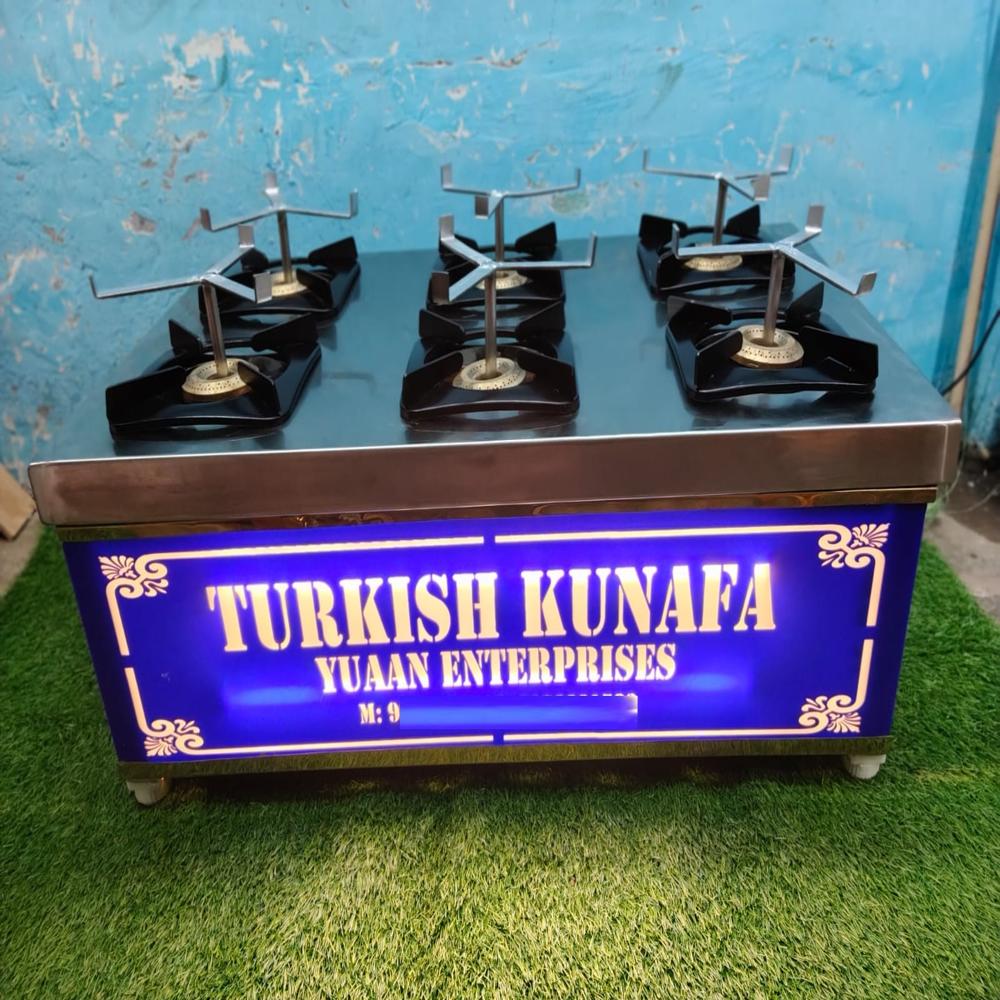 TURKISH KUNAFA
YUAAN ENTERPRISES
M: 9